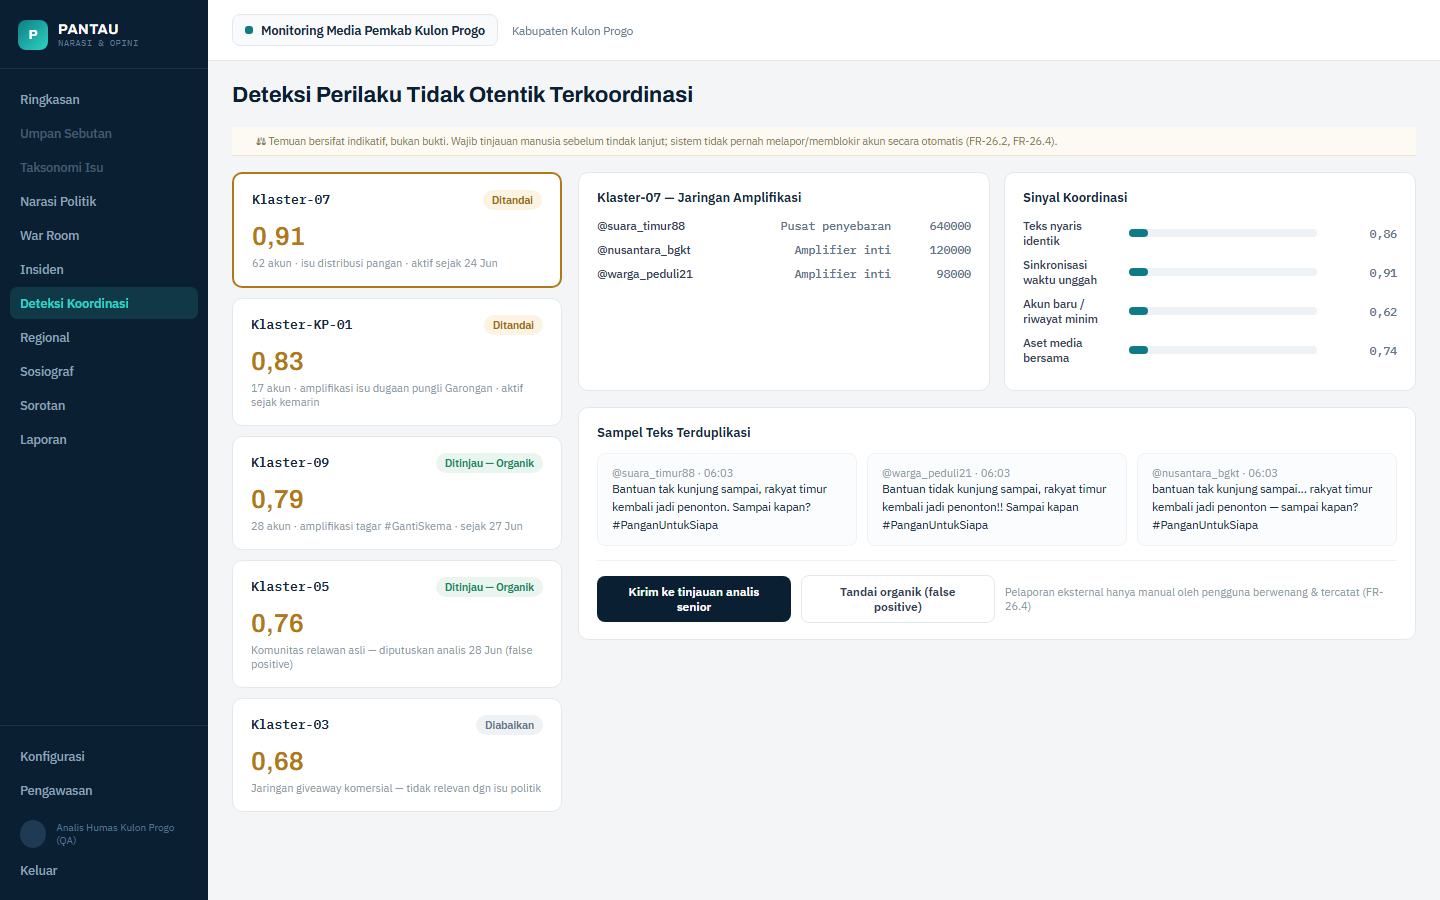 P
PANTAU
NARASI & OPINI
Ringkasan
Umpan Sebutan
Taksonomi Isu
Narasi Politik
War Room
Insiden
Deteksi Koordinasi
Regional
Sosiograf
Sorotan
Laporan
Konfigurasi
Pengawasan
Analis Humas Kulon Progo
(QA)
Keluar
Monitoring Media Pemkab Kulon Progo
Kabupaten Kulon Progo
Deteksi Perilaku Tidak Otentik Terkoordinasi
⚖ Temuan bersifat indikatif, bukan bukti. Wajib tinjauan manusia sebelum tindak lanjut; sistem tidak pernah melapor/memblokir akun secara otomatis (FR-26.2, FR-26.4).
Klaster-07
Ditandai
0,91
62 akun · isu distribusi pangan · aktif sejak 24 Jun
Klaster-KP-01
Ditandai
0,83
17 akun · amplifikasi isu dugaan pungli Garongan · aktif
sejak kemarin
Klaster-09
Ditinjau — Organik
0,79
28 akun · amplifikasi tagar #GantiSkema · sejak 27 Jun
Klaster-05
Ditinjau — Organik
0,76
Komunitas relawan asli — diputuskan analis 28 Jun (false
positive)
Klaster-03
Diabaikan
0,68
Jaringan giveaway komersial — tidak relevan dgn isu politik
Klaster-07 — Jaringan Amplifikasi
@suara_timur88 Pusat penyebaran 640000
@nusantara_bgkt Amplifier inti 120000
@warga_peduli21 Amplifier inti 98000
Sinyal Koordinasi
Teks nyaris
identik
0,86
Sinkronisasi
waktu unggah
0,91
Akun baru /
riwayat minim
0,62
Aset media
bersama
0,74
Sampel Teks Terduplikasi
@suara_timur88 · 06:03
Bantuan tak kunjung sampai, rakyat timur
kembali jadi penonton. Sampai kapan?
#PanganUntukSiapa
@warga_peduli21 · 06:03
Bantuan tidak kunjung sampai, rakyat timur
kembali jadi penonton!! Sampai kapan
#PanganUntukSiapa
@nusantara_bgkt · 06:03
bantuan tak kunjung sampai... rakyat timur
kembali jadi penonton — sampai kapan?
#PanganUntukSiapa
Kirim ke tinjauan analis
senior
Tandai organik (false
positive)
Pelaporan eksternal hanya manual oleh pengguna berwenang & tercatat (FR-
26.4)